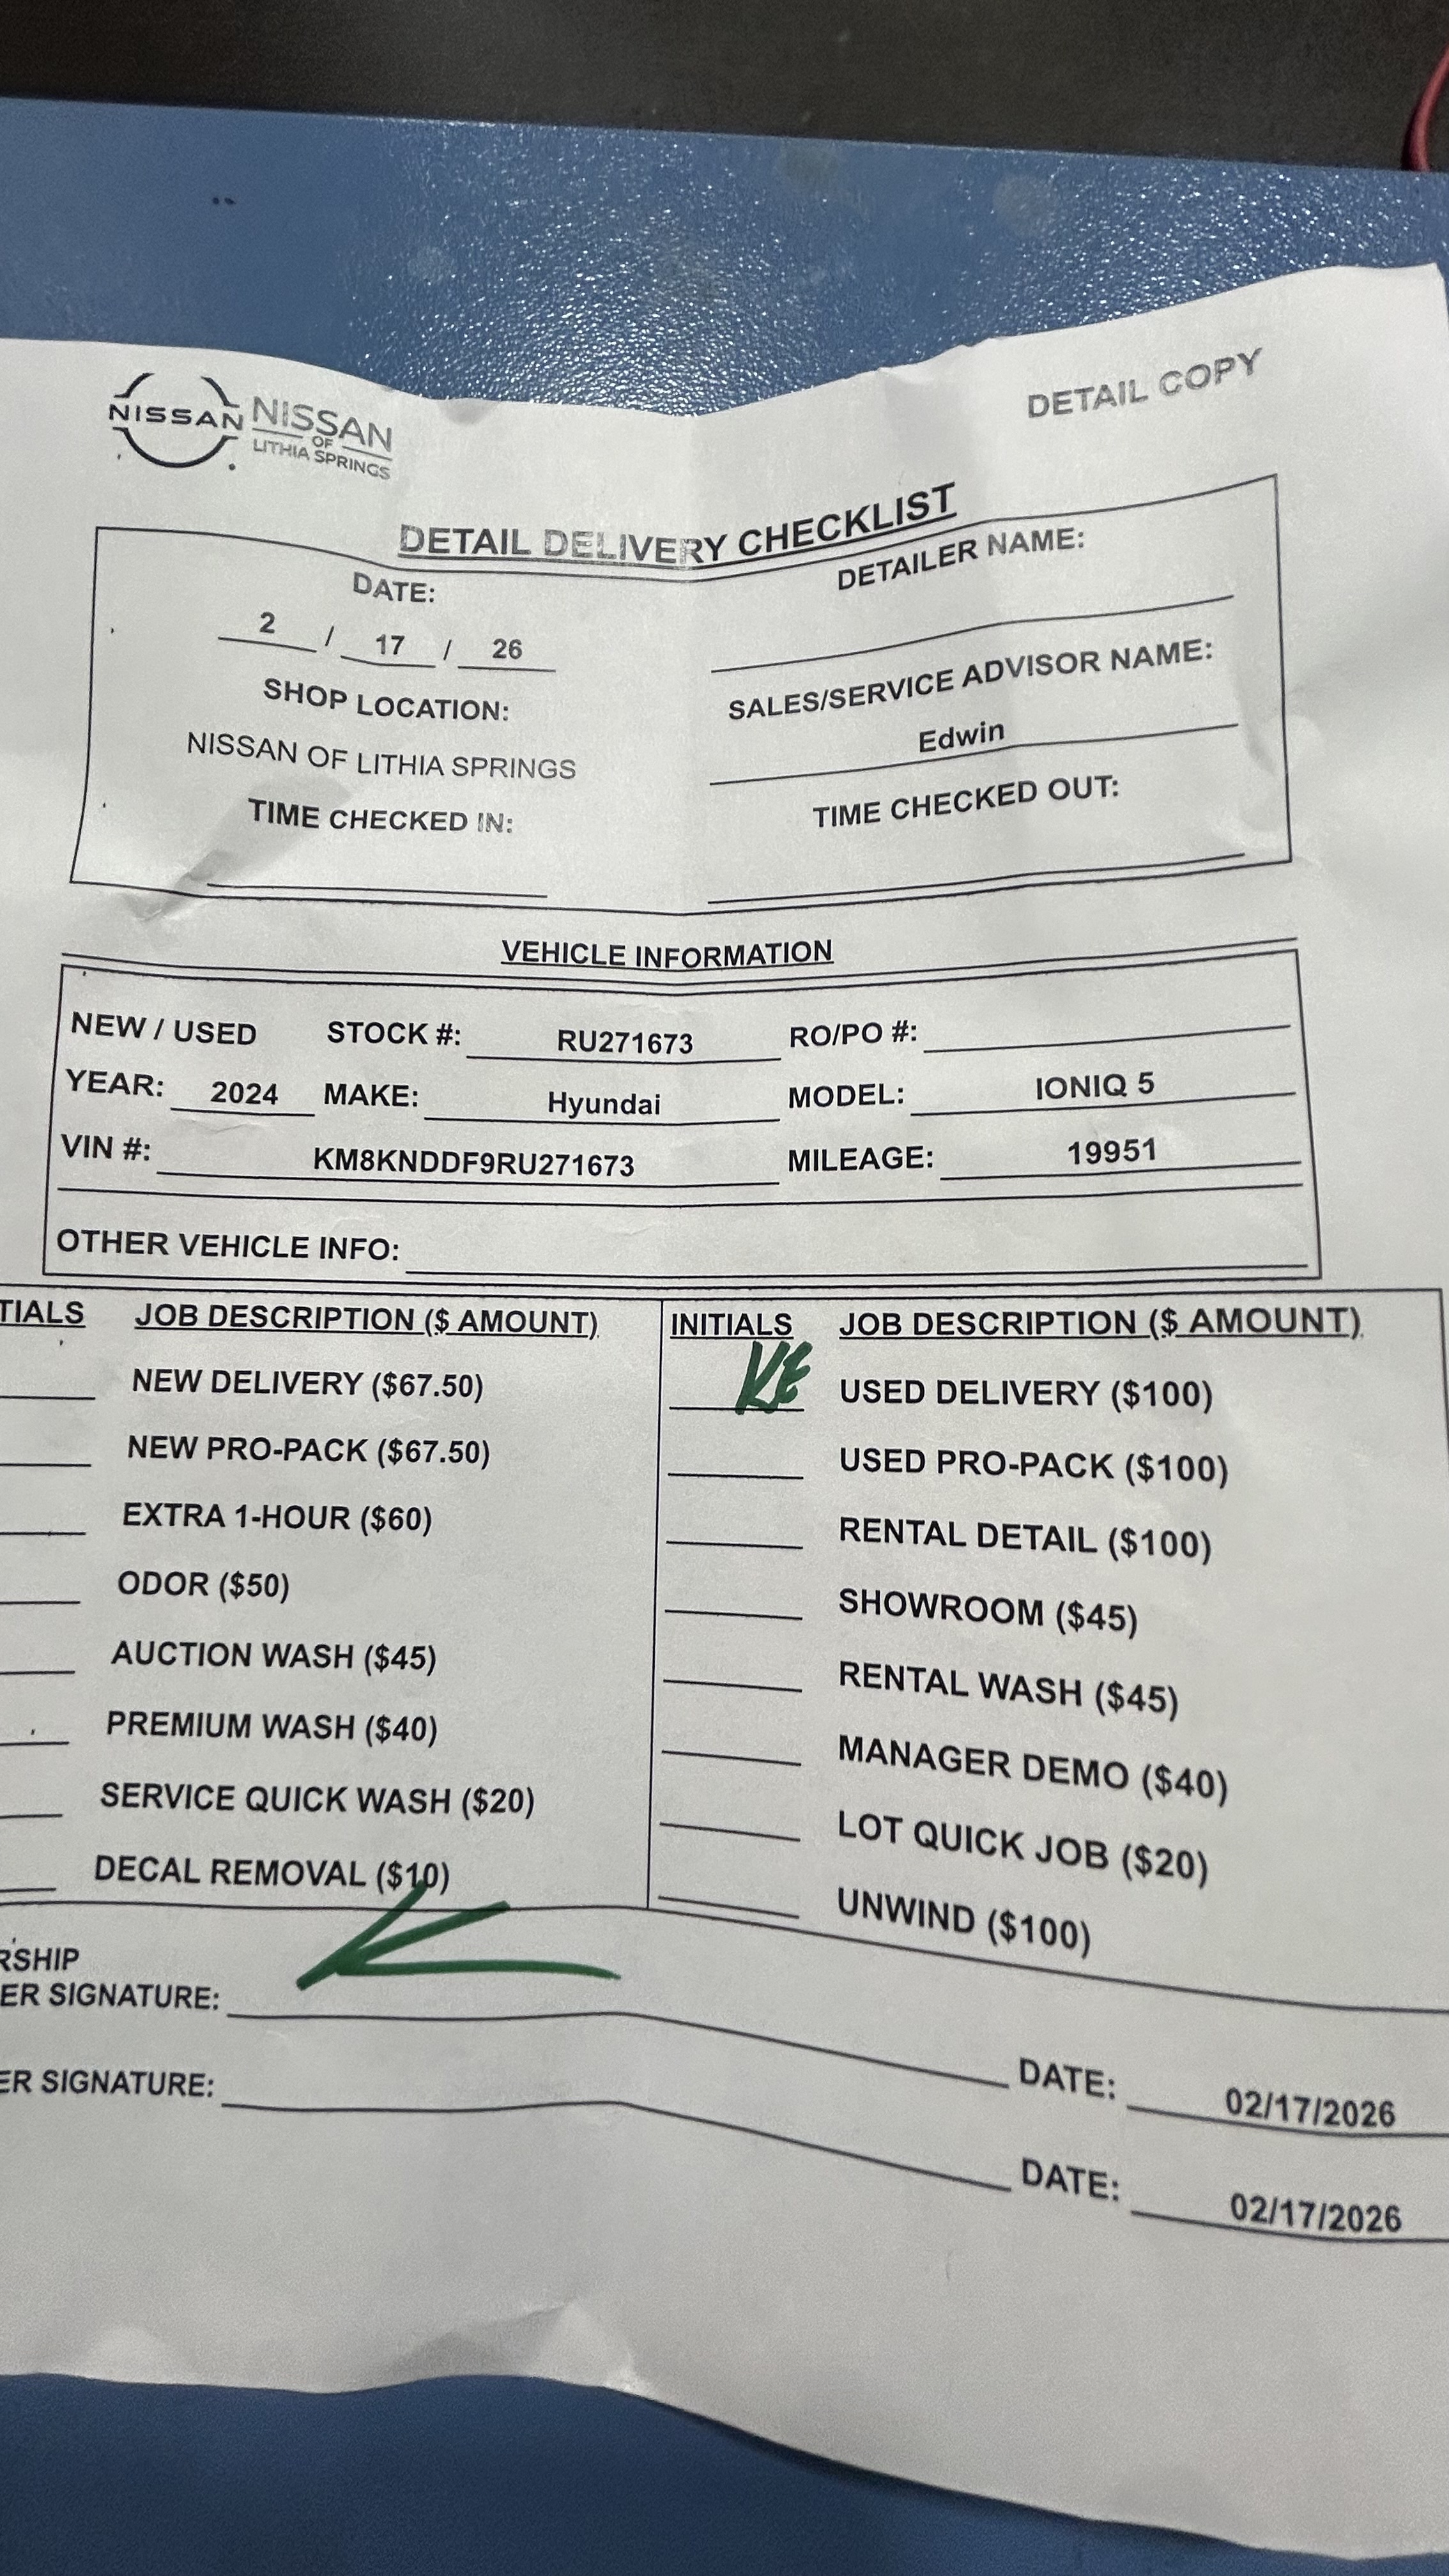 NISSAN NISSAN
OF
LITHIA SPRINGS
DETAIL COPY
DETAIL DELIVERY CHECKLIST
DATE:
2 / 17 / 26
SHOP LOCATION:
NISSAN OF LITHIA SPRINGS
TIME CHECKED IN:
DETAILER NAME:
SALES/SERVICE ADVISOR NAME:
Edwin
TIME CHECKED OUT:
VEHICLE INFORMATION
NEW / USED STOCK #: RU271673 RO/PO #:
YEAR: 2024 MAKE: Hyundai MODEL: IONIQ 5
VIN #: KM8KNDDF9RU271673 MILEAGE: 19951
OTHER VEHICLE INFO:
TIALS JOB DESCRIPTION ($ AMOUNT)
NEW DELIVERY ($67.50)
NEW PRO-PACK ($67.50)
EXTRA 1-HOUR ($60)
ODOR ($50)
AUCTION WASH ($45)
PREMIUM WASH ($40)
SERVICE QUICK WASH ($20)
DECAL REMOVAL ($10)
INITIALS JOB DESCRIPTION ($ AMOUNT)
KE USED DELIVERY ($100)
USED PRO-PACK ($100)
RENTAL DETAIL ($100)
SHOWROOM ($45)
RENTAL WASH ($45)
MANAGER DEMO ($40)
LOT QUICK JOB ($20)
UNWIND ($100)
RSHIP
ER SIGNATURE: DATE: 02/17/2026
ER SIGNATURE: DATE: 02/17/2026